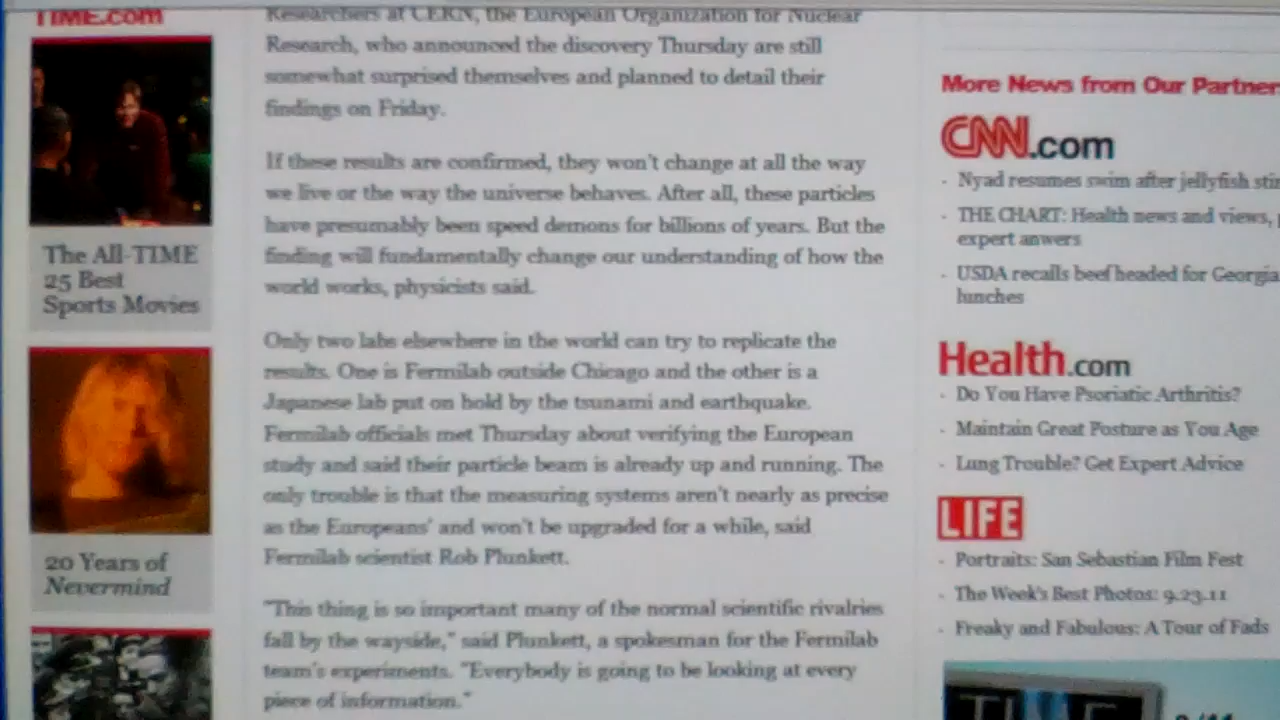 TIME.com
The All-TIME
25 Best
Sports Movies
20 Years of
Nevermind
Researchers at CERN, the European Organization for Nuclear
Research, who announced the discovery Thursday are still
somewhat surprised themselves and planned to detail their
findings on Friday.
If these results are confirmed, they won't change at all the way
we live or the way the universe behaves. After all, these particles
have presumably been speed demons for billions of years. But the
finding will fundamentally change our understanding of how the
world works, physicists said.
Only two labs elsewhere in the world can try to replicate the
results. One is Fermilab outside Chicago and the other is a
Japanese lab put on hold by the tsunami and earthquake.
Fermilab officials met Thursday about verifying the European
study and said their particle beam is already up and running. The
only trouble is that the measuring systems aren't nearly as precise
as the Europeans' and won't be upgraded for a while, said
Fermilab scientist Rob Plunkett.
"This thing is so important many of the normal scientific rivalries
fall by the wayside," said Plunkett, a spokesman for the Fermilab
team's experiments. "Everybody is going to be looking at every
piece of information."
More News from Our Partner
CNN.com
Nyad resumes swim after jellyfish
THE CHART: Health news and views,
expert anwers
USDA recalls beef headed for Georgia
lunches
Health.com
Do You Have Psoriatic Arthritis?
Maintain Great Posture as You Age
Lung Trouble? Get Expert Advice
LIFE
Portraits: San Sebastian Film Fest
The Week's Best Photos: 9.23.11
Freaky and Fabulous: A Tour of Fads